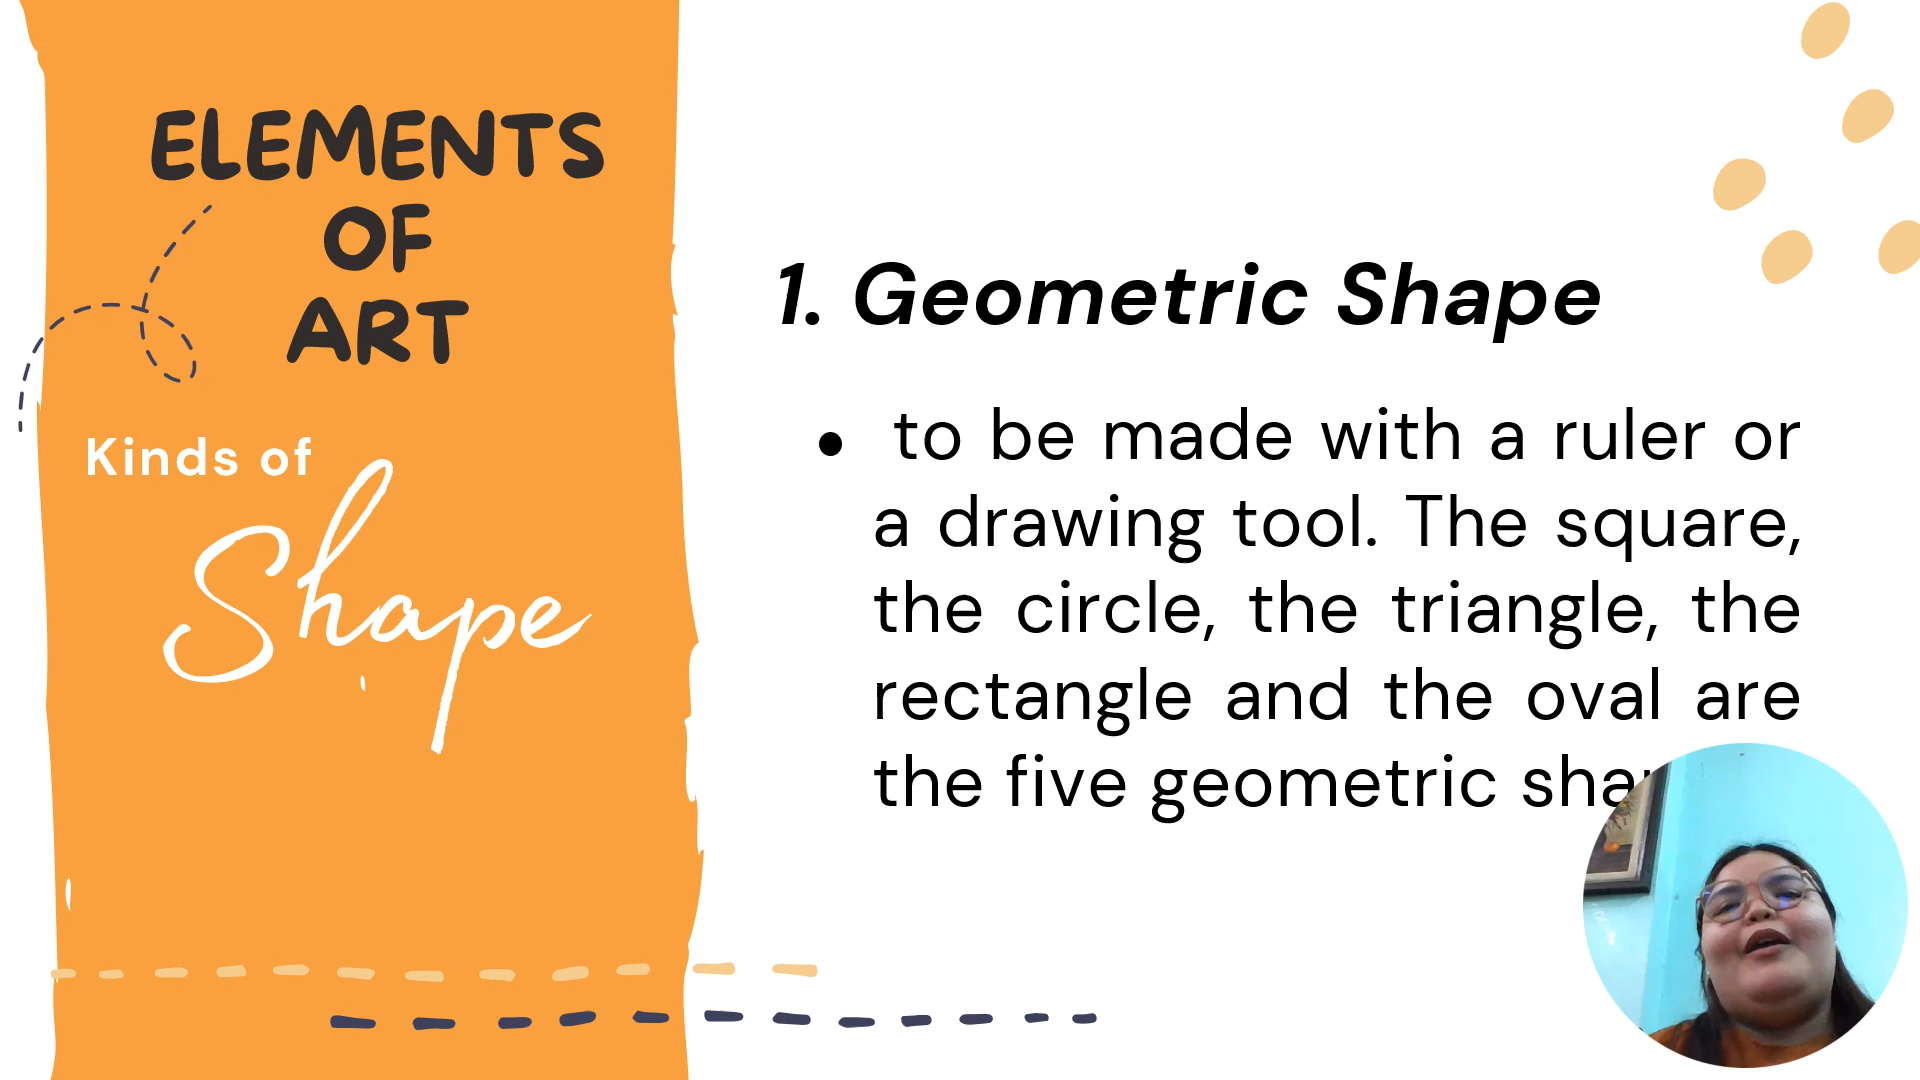 ELEMENTS
OF
ART
Kinds of
Shape
1. Geometric Shape
• to be made with a ruler or
a drawing tool. The square,
the circle, the triangle, the
rectangle and the oval are
the five geometric